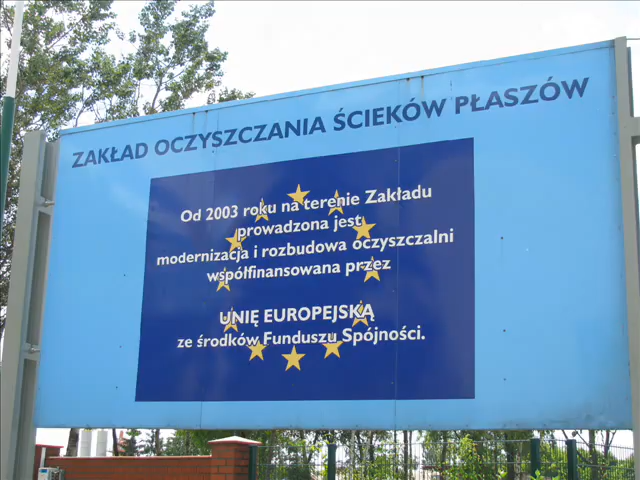 ZAKŁAD OCZYSZCZANIA ŚCIEKÓW PŁASZÓW
Od 2003 roku na terenie Zakładu
prowadzona jest
modernizacja i rozbudowa oczyszczalni
współfinansowana przez
UNIĘ EUROPEJSKĄ
ze środków Funduszu Spójności.